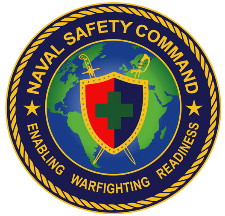 NAVAL SAFETY COMMAND
ENABLING WARFIGHTING READINESS